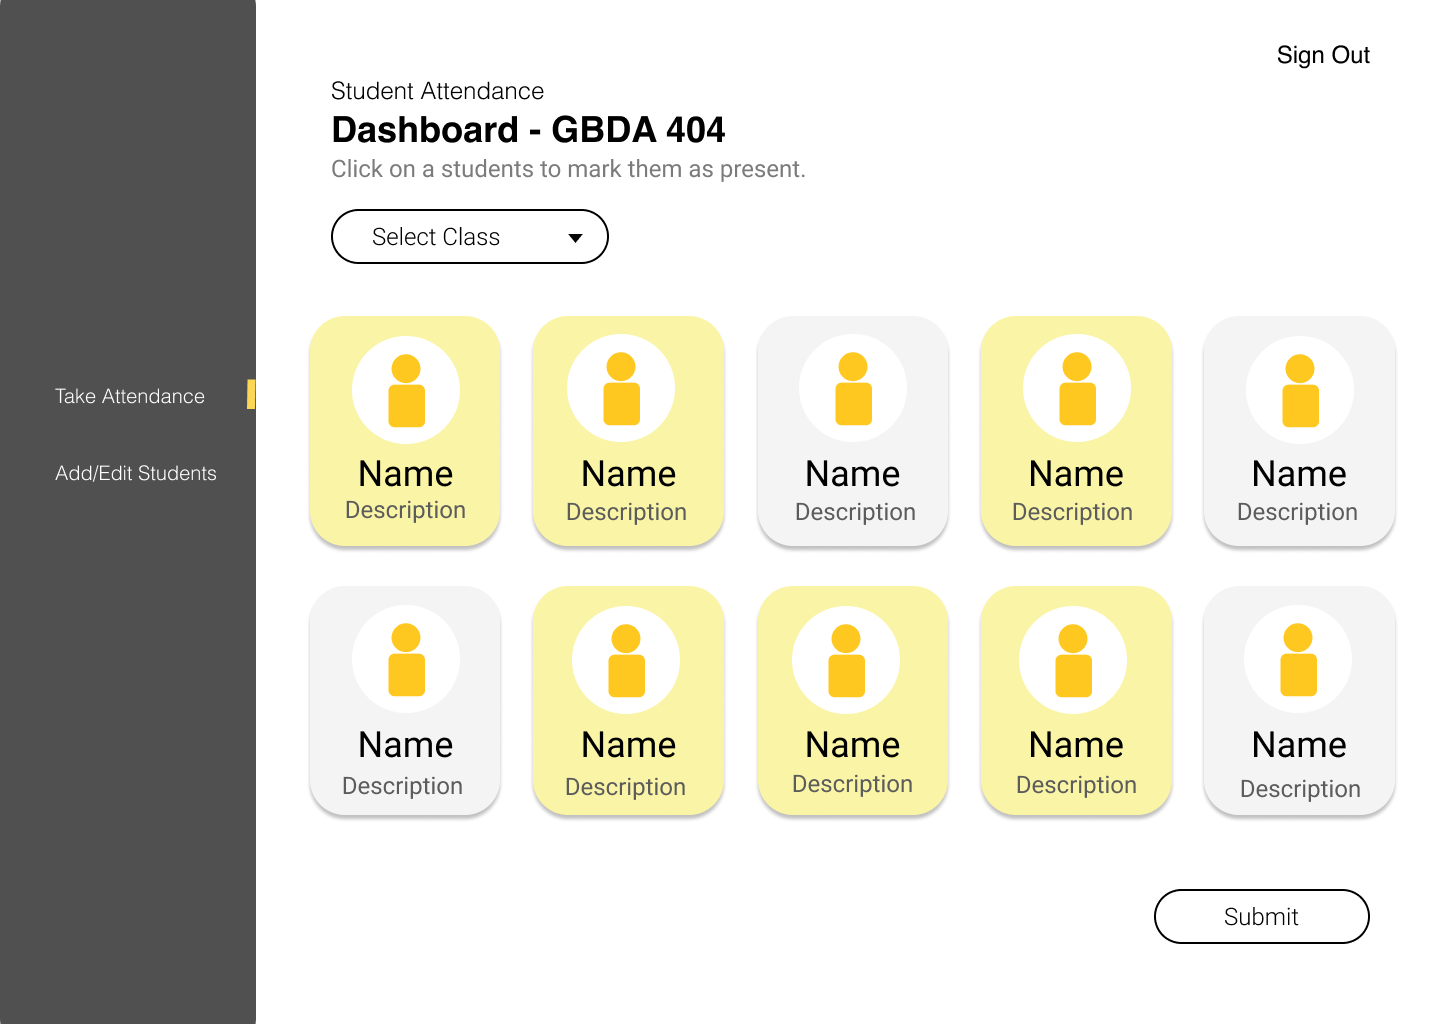 Sign Out
Student Attendance
Dashboard - GBDA 404
Click on a students to mark them as present.
Select Class
Take Attendance
Add/Edit Students
Name Name Name Name Name
Description Description Description Description Description
Name Name Name Name Name
Description Description Description Description Description
Submit